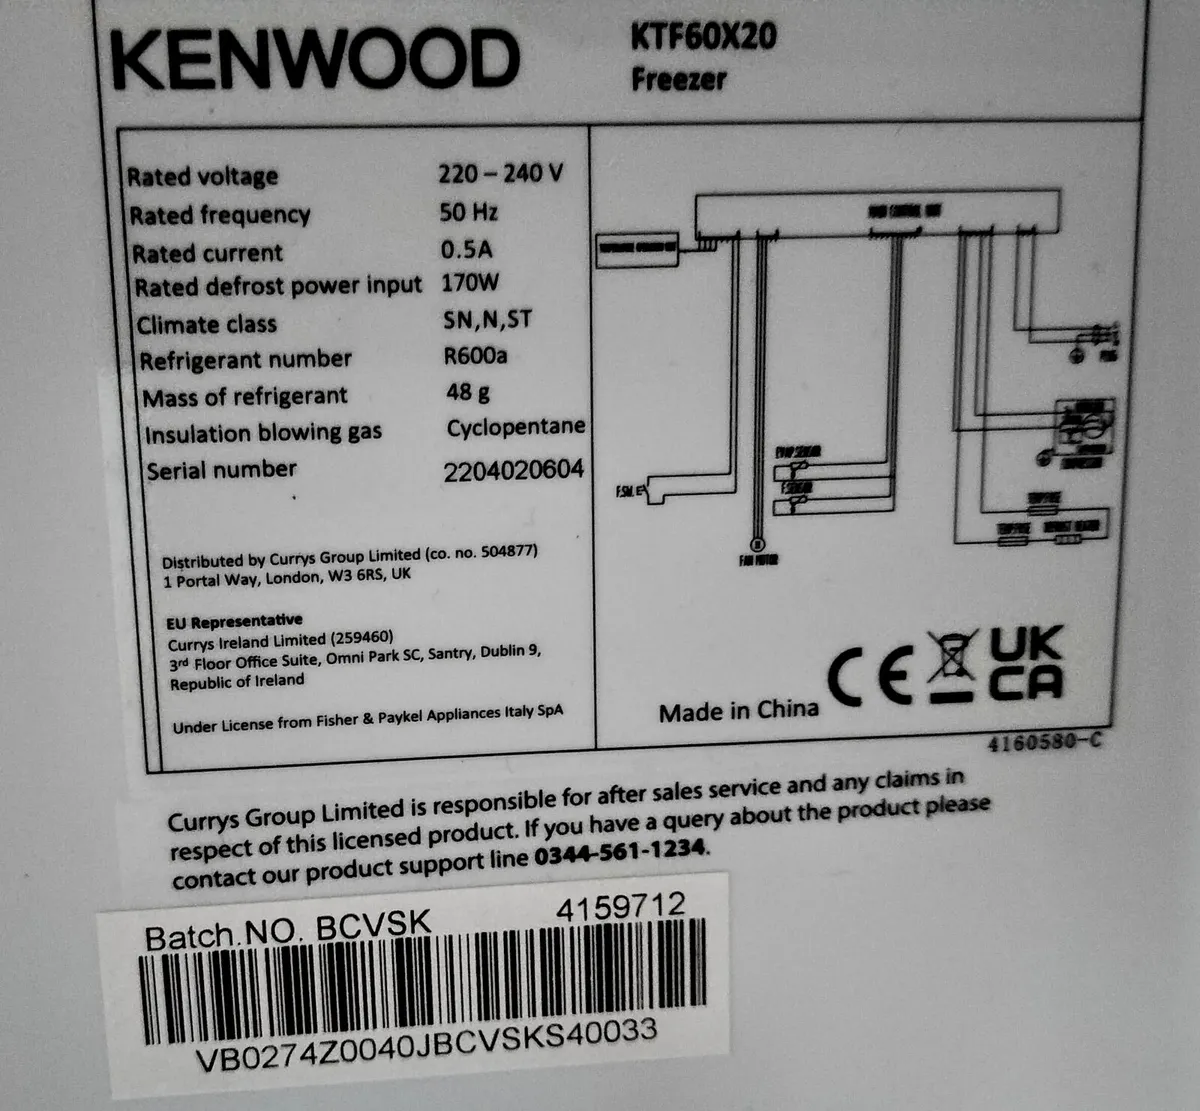 KENWOOD
KTF60X20
Freezer
Rated voltage 220 – 240 V
Rated frequency 50 Hz
Rated current 0.5A
Rated defrost power input 170W
Climate class SN,N,ST
Refrigerant number R600a
Mass of refrigerant 48 g
Insulation blowing gas Cyclopentane
Serial number 2204020604
Distributed by Currys Group Limited (co. no. 504877)
1 Portal Way, London, W3 6RS, UK
EU Representative
Currys Ireland Limited (259460)
3rd Floor Office Suite, Omni Park SC, Santry, Dublin 9,
Republic of Ireland
Under License from Fisher & Paykel Appliances Italy SpA
EVAP.SENSOR
F.SENSOR
FAN MOTOR
Made in China
CE
UK
CA
4160580-C
Currys Group Limited is responsible for after sales service and any claims in
respect of this licensed product. If you have a query about the product please
contact our product support line 0344-561-1234.
Batch.NO. BCVSK 4159712
VB0274Z0040JBCVSKS40033